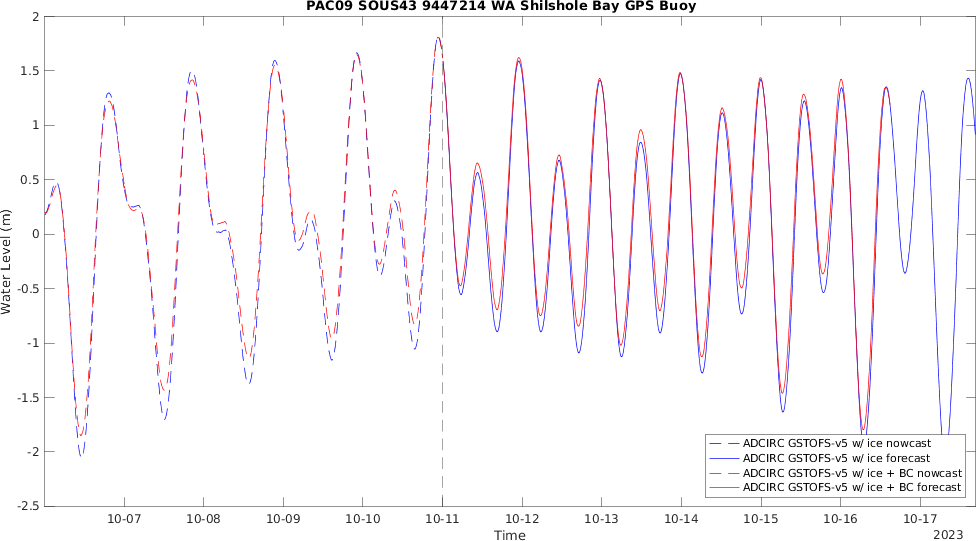 PAC09 SOUS43 9447214 WA Shilshole Bay GPS Buoy
2
1.5
1
0.5
0
-0.5
-1
-1.5
-2
-2.5
Water Level (m)
ADCIRC GSTOFS-v5 w/ ice nowcast
ADCIRC GSTOFS-v5 w/ ice forecast
ADCIRC GSTOFS-v5 w/ ice + BC nowcast
ADCIRC GSTOFS-v5 w/ ice + BC forecast
10-07 10-08 10-09 10-10 10-11 10-12 10-13 10-14 10-15 10-16 10-17
Time
2023